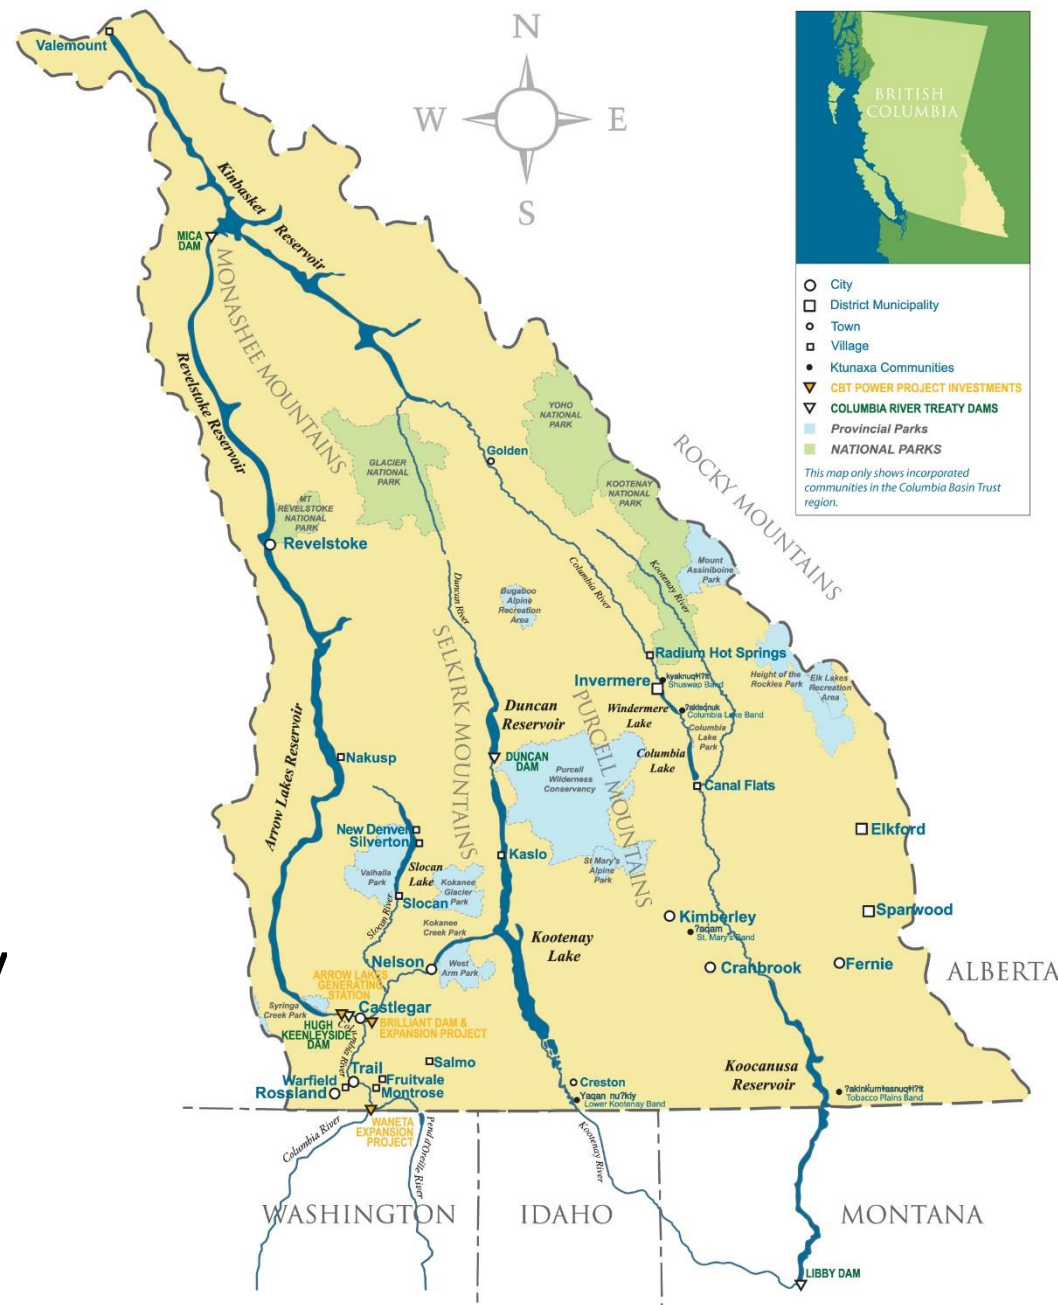 N
W
E
S
Valemount
Kinbasket
Reservoir
MICA
DAM
MONASHEE MOUNTAINS
Revelstoke Reservoir
GLACIER
NATIONAL
PARK
YOHO
NATIONAL
PARK
Golden
KOOTENAY
NATIONAL
PARK
ROCKY MOUNTAINS
MT
REVELSTOKE
NATIONAL
PARK
Revelstoke
Mount
Assiniboine
Park
Columbia River
Kootenay River
Duncan River
Bugaboo
Alpine
Recreation
Area
SELKIRK MOUNTAINS
Radium Hot Springs
Height of the
Rockies Park
Elk Lakes
Recreation
Area
Invermere
Shuswap Band
Windermere
Lake
Columbia Lake Band
Columbia
Lake
Park
PURCELL MOUNTAINS
Duncan
Reservoir
DUNCAN
DAM
Purcell
Wilderness
Conservancy
Columbia
Lake
Canal Flats
Arrow Lakes Reservoir
Nakusp
New Denver
Silverton
Slocan
Lake
Valhalla
Park
Slocan
Slocan River
Kokanee
Glacier
Park
Kokanee
Creek Park
Kaslo
St Mary's
Alpine
Park
Elkford
Sparwood
Kimberley
ʔaq̓am
St. Mary's Band
Cranbrook
Fernie
ALBERTA
Kootenay
Lake
Nelson
West
Arm Park
ARROW LAKES
GENERATING
STATION
Syringa
Creek Park
Castlegar
HUGH
KEENLEYSIDE
DAM
BRILLIANT DAM &
EXPANSION PROJECT
Columbia River
Salmo
Trail
Warfield
Fruitvale
Rossland
Montrose
Creston
Yaqan nuʔkiy
Lower Kootenay Band
Koocanusa
Reservoir
Tobacco Plains Band
WANETA
EXPANSION
PROJECT
Columbia River
Pend d'Oreille River
Kootenay River
WASHINGTON
IDAHO
MONTANA
LIBBY DAM
BRITISH
COLUMBIA
City
District Municipality
Town
Village
Ktunaxa Communities
CBT POWER PROJECT INVESTMENTS
COLUMBIA RIVER TREATY DAMS
Provincial Parks
NATIONAL PARKS
This map only shows incorporated
communities in the Columbia Basin Trust
region.